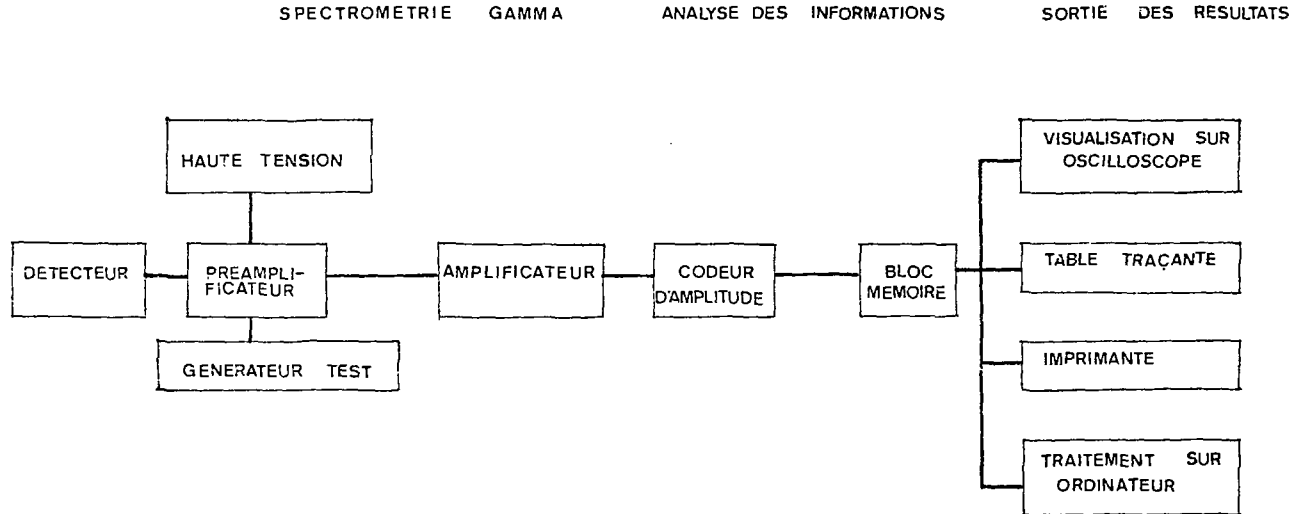 SPECTROMETRIE GAMMA
ANALYSE DES INFORMATIONS
SORTIE DES RESULTATS
HAUTE TENSION
DETECTEUR
PREAMPLI-
FICATEUR
GENERATEUR TEST
AMPLIFICATEUR
CODEUR
D'AMPLITUDE
BLOC
MEMOIRE
VISUALISATION SUR
OSCILLOSCOPE
TABLE TRAÇANTE
IMPRIMANTE
TRAITEMENT SUR
ORDINATEUR